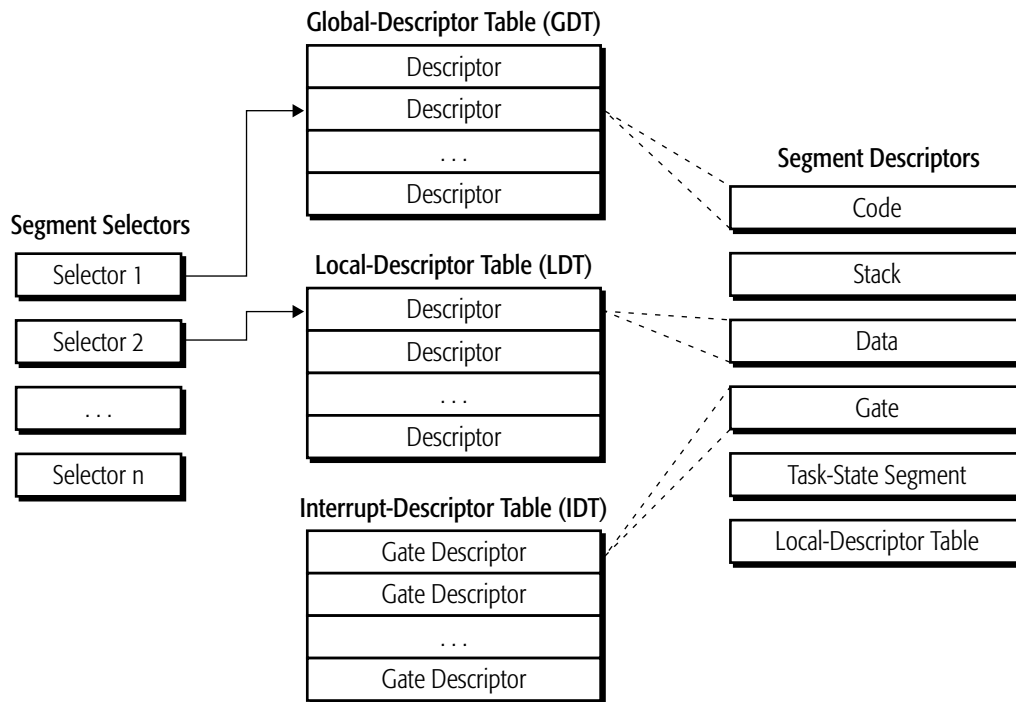 Global-Descriptor Table (GDT)
Descriptor
Descriptor
. . .
Descriptor
Segment Selectors
Selector 1
Selector 2
. . .
Selector n
Local-Descriptor Table (LDT)
Descriptor
Descriptor
. . .
Descriptor
Interrupt-Descriptor Table (IDT)
Gate Descriptor
Gate Descriptor
. . .
Gate Descriptor
Segment Descriptors
Code
Stack
Data
Gate
Task-State Segment
Local-Descriptor Table